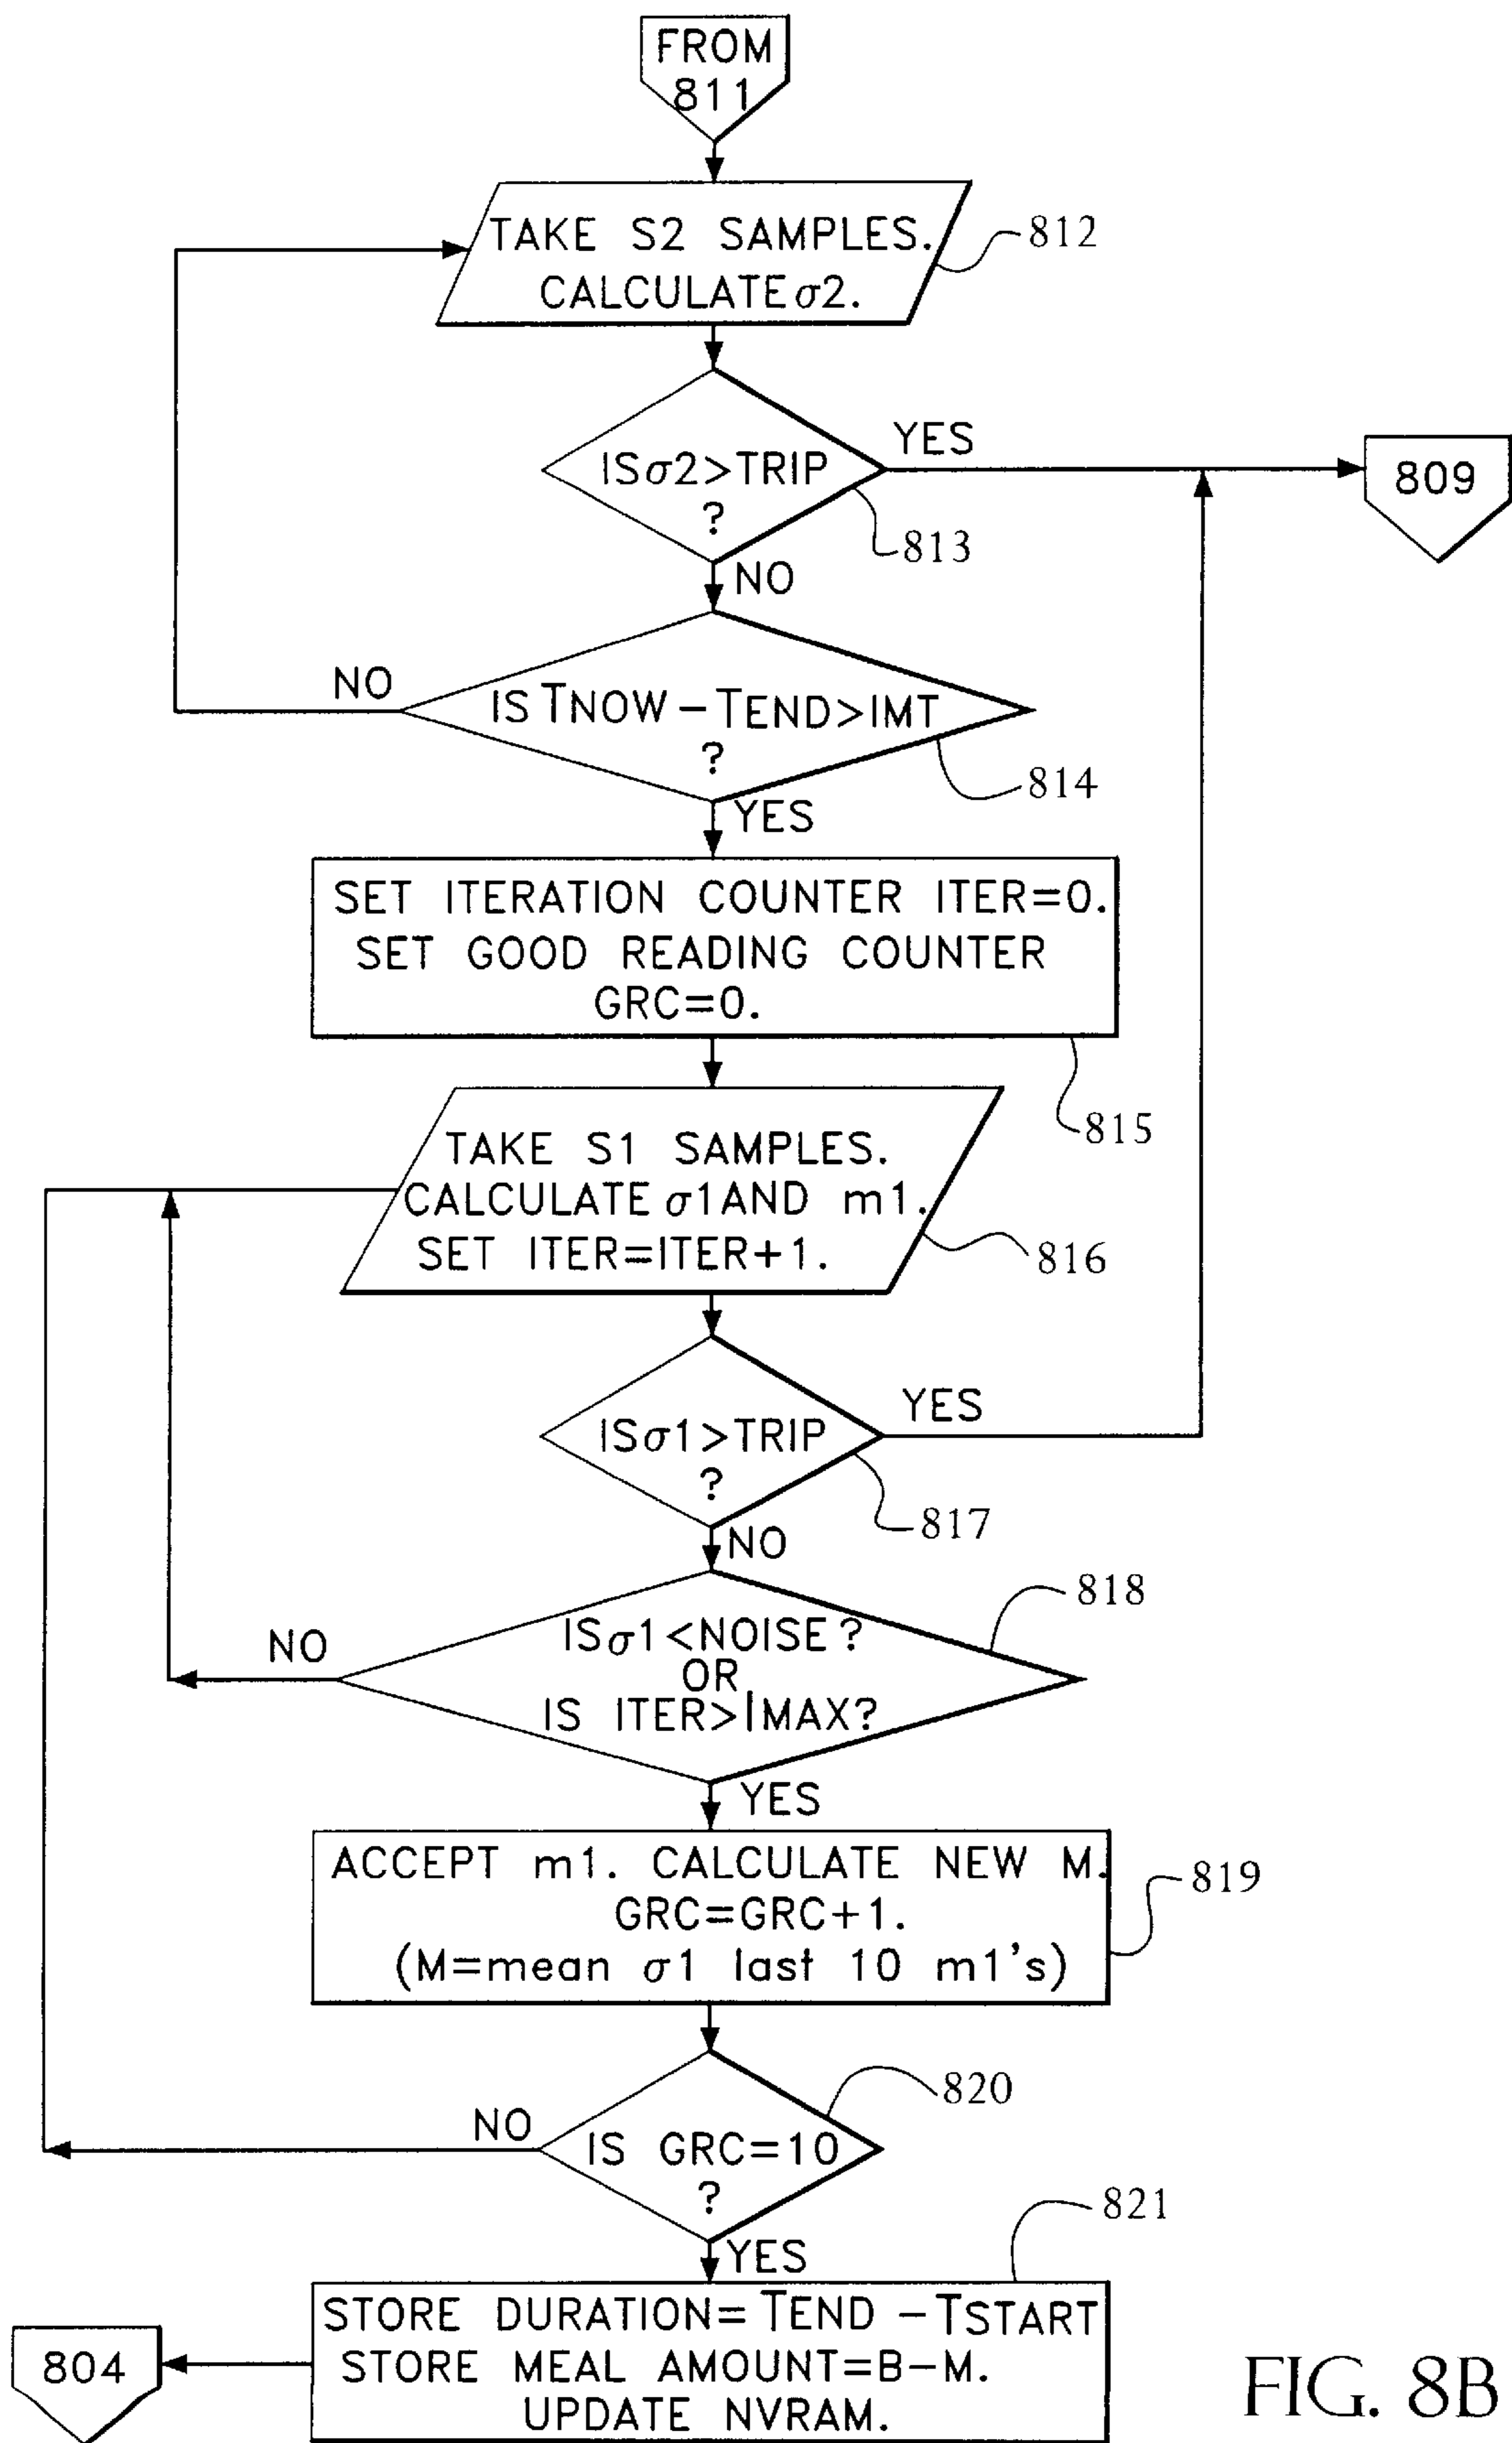 FROM
811
TAKE S2 SAMPLES.
CALCULATE σ2.
812
IS σ2>TRIP
?
YES
809
813
NO
NO
IS TNOW-TEND>IMT
?
814
YES
SET ITERATION COUNTER ITER=0.
SET GOOD READING COUNTER
GRC=0.
815
TAKE S1 SAMPLES.
CALCULATE σ1 AND m1.
SET ITER=ITER+1.
816
IS σ1>TRIP
?
YES
817
NO
818
IS σ1<NOISE?
OR
IS ITER>IMAX?
NO
YES
ACCEPT m1. CALCULATE NEW M.
GRC=GRC+1.
(M=mean σ1 last 10 m1's)
819
820
NO
IS GRC=10
?
821
YES
STORE DURATION= TEND -TSTART
STORE MEAL AMOUNT=B-M.
UPDATE NVRAM.
804
FIG. 8B